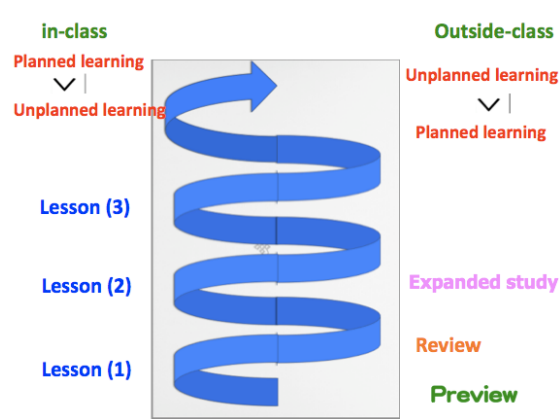 in-class
Planned learning
Unplanned learning
Lesson (3)
Lesson (2)
Lesson (1)
Outside-class
Unplanned learning
Planned learning
Expanded study
Review
Preview